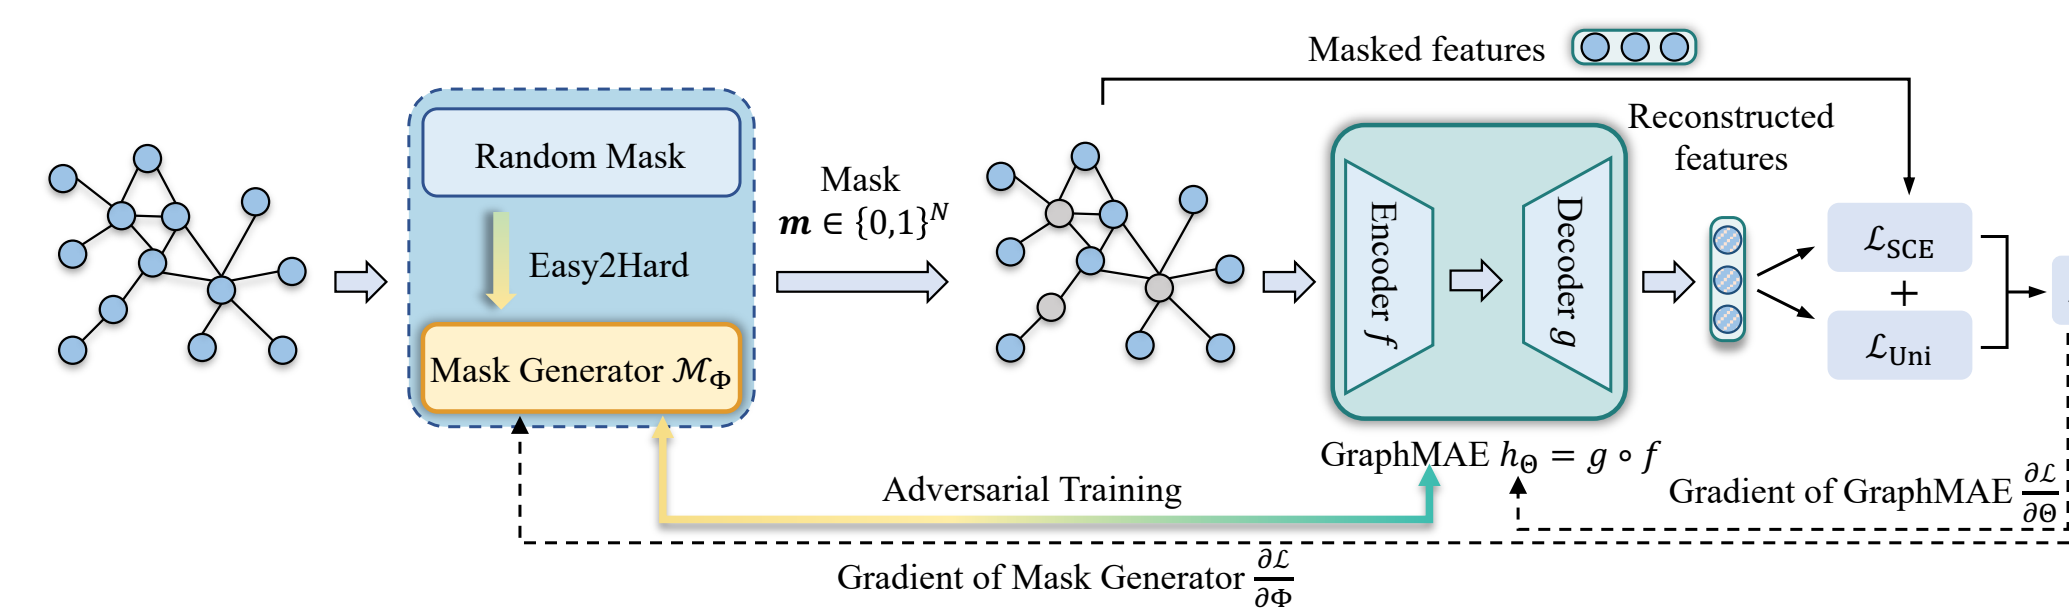 Masked features
Random Mask
Easy2Hard
Mask Generator ℳ_Φ
Mask
𝒎 ∈ {0,1}^N
Encoder f
Decoder g
Reconstructed
features
ℒ_SCE
+
ℒ_Uni
GraphMAE h_Θ = g ∘ f
Adversarial Training
Gradient of GraphMAE ∂ℒ/∂Θ
Gradient of Mask Generator ∂ℒ/∂Φ